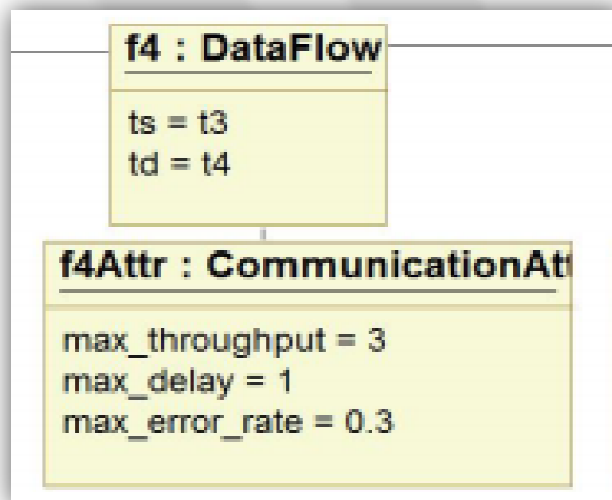 f4 : DataFlow
ts = t3
td = t4
f4Attr : CommunicationAtt
max_throughput = 3
max_delay = 1
max_error_rate = 0.3